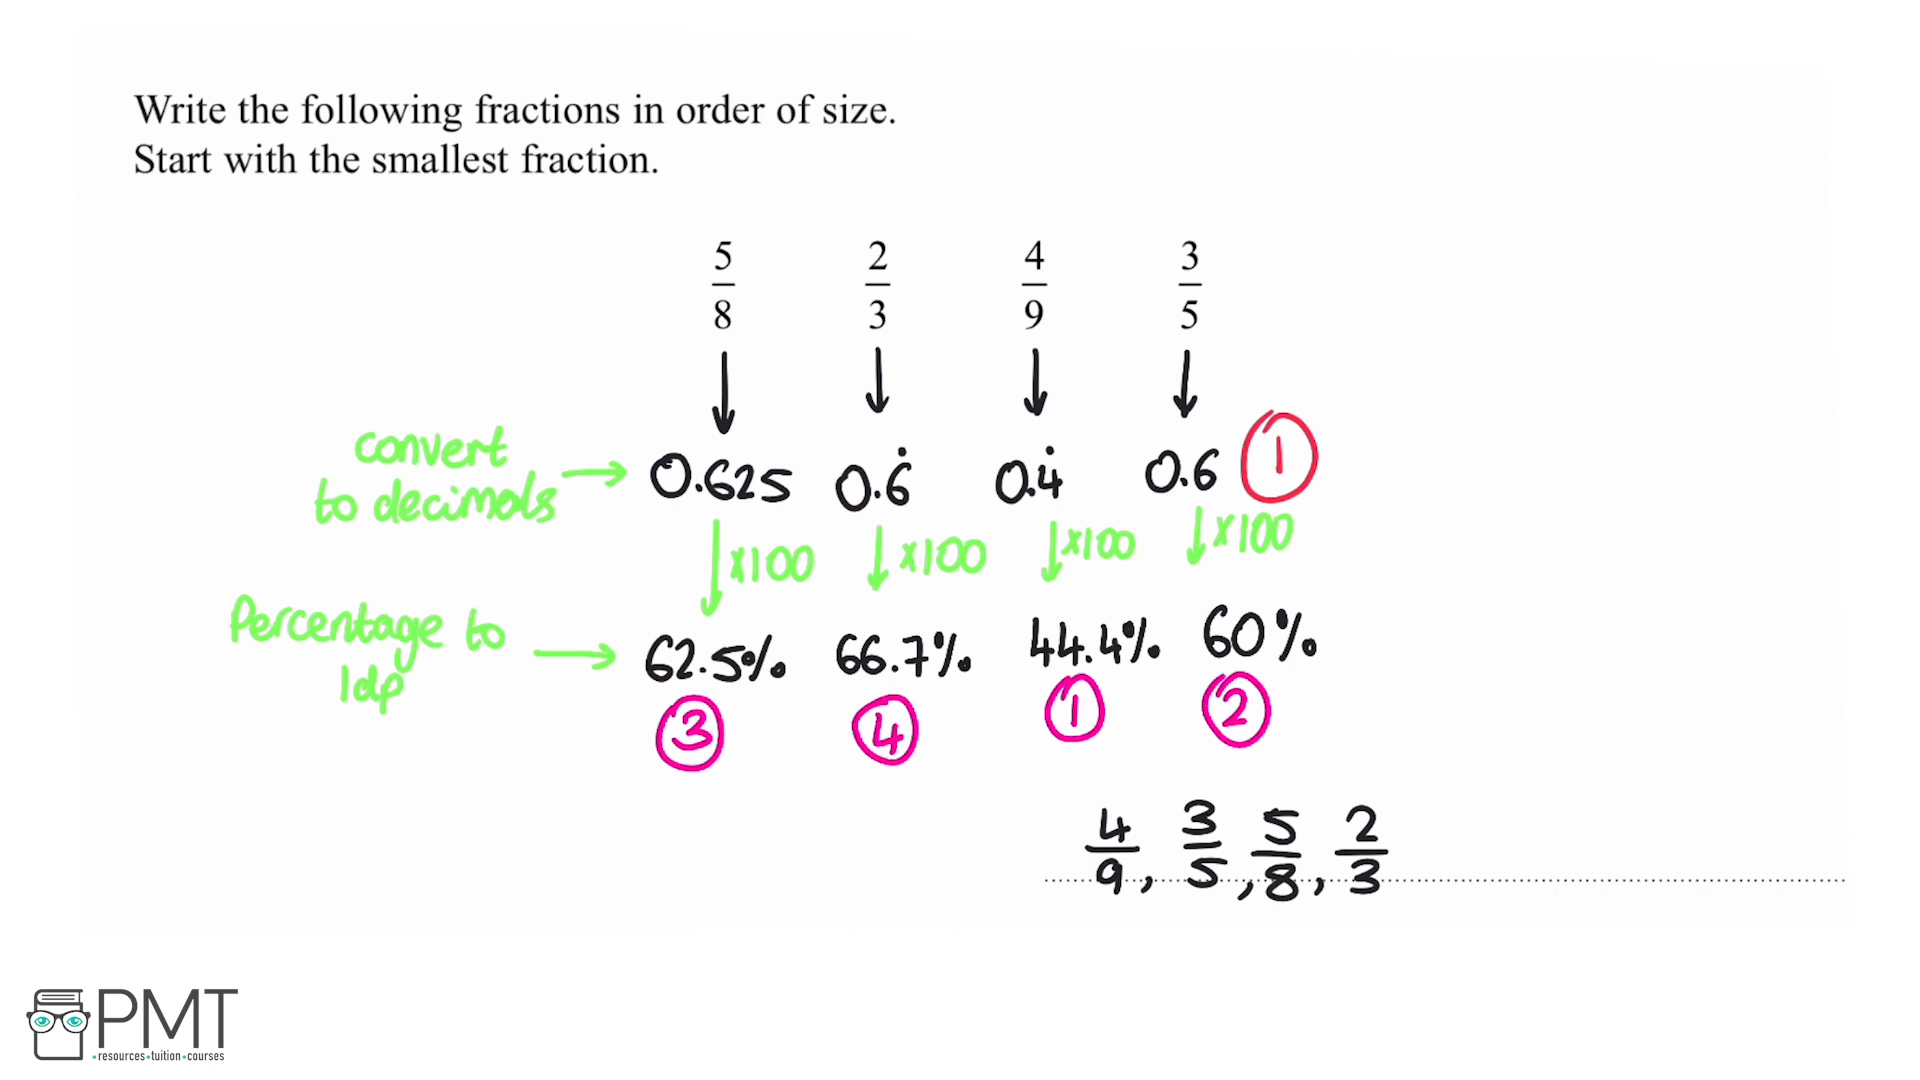 Write the following fractions in order of size.
Start with the smallest fraction.
5/8 2/3 4/9 3/5
convert
to decimals → 0.625 0.6̇ 0.4̇ 0.6 ①
×100 ×100 ×100 ×100
Percentage to
1dp → 62.5% 66.7% 44.4% 60%
③ ④ ① ②
4/9, 3/5, 5/8, 2/3
PMT
•resources•tuition•courses